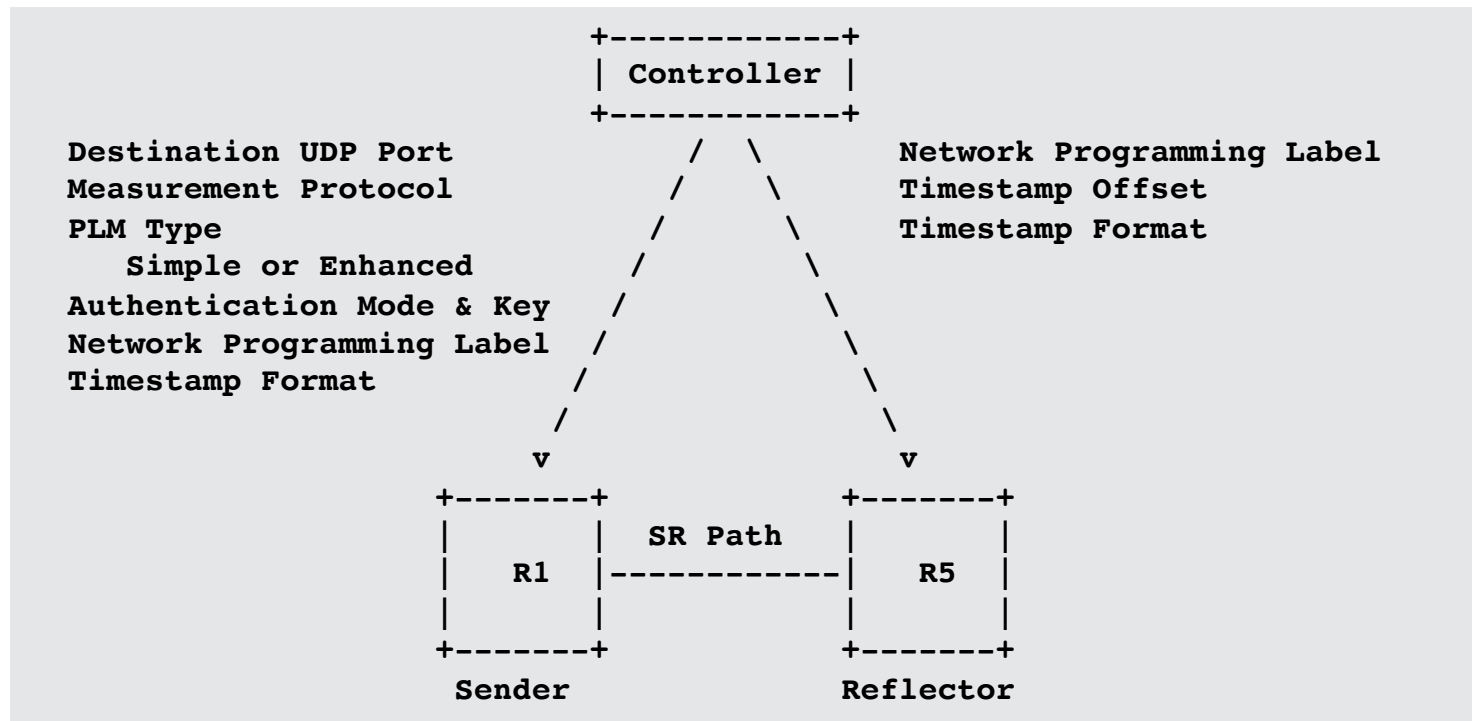 Controller
Destination UDP Port
Measurement Protocol
PLM Type
Simple or Enhanced
Authentication Mode & Key
Network Programming Label
Timestamp Format
Network Programming Label
Timestamp Offset
Timestamp Format
v v
SR Path
R1 R5
Sender Reflector